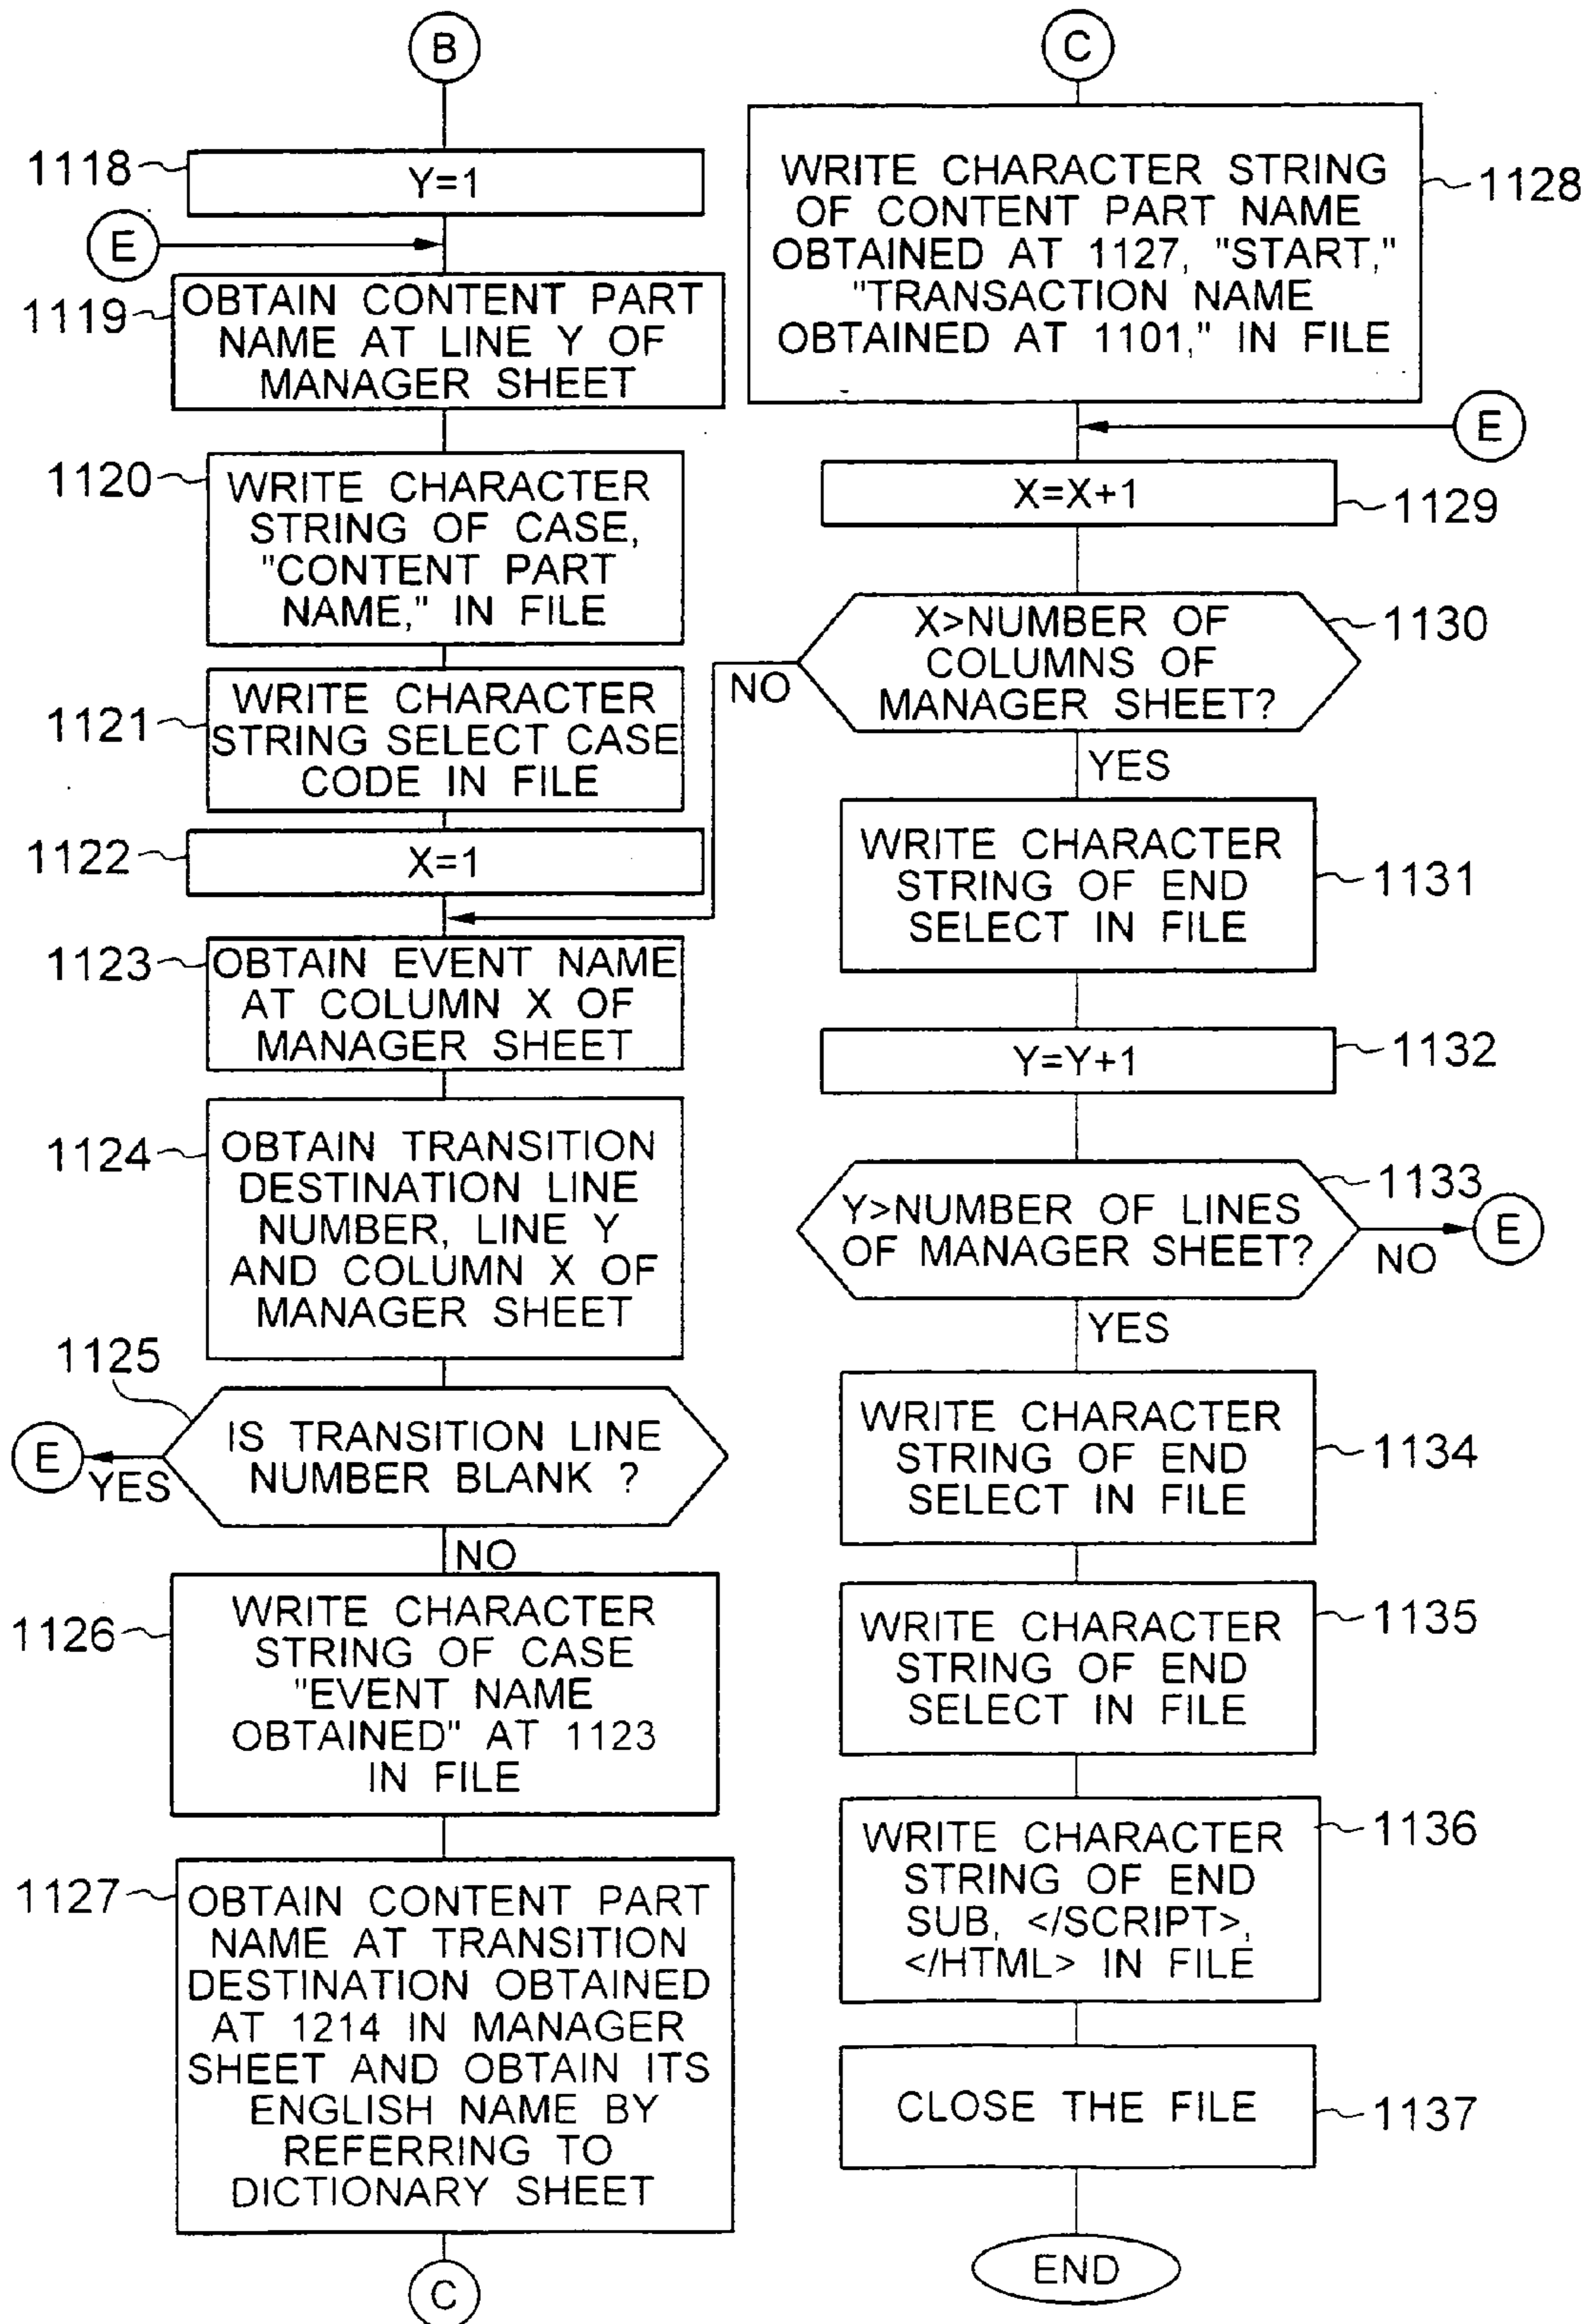 B
1118
Y=1
E
1119
OBTAIN CONTENT PART
NAME AT LINE Y OF
MANAGER SHEET
1120
WRITE CHARACTER
STRING OF CASE,
"CONTENT PART
NAME," IN FILE
1121
WRITE CHARACTER
STRING SELECT CASE
CODE IN FILE
1122
X=1
1123
OBTAIN EVENT NAME
AT COLUMN X OF
MANAGER SHEET
1124
OBTAIN TRANSITION
DESTINATION LINE
NUMBER, LINE Y
AND COLUMN X OF
MANAGER SHEET
1125
IS TRANSITION LINE
NUMBER BLANK ?
E
YES
NO
1126
WRITE CHARACTER
STRING OF CASE
"EVENT NAME
OBTAINED" AT 1123
IN FILE
1127
OBTAIN CONTENT PART
NAME AT TRANSITION
DESTINATION OBTAINED
AT 1214 IN MANAGER
SHEET AND OBTAIN ITS
ENGLISH NAME BY
REFERRING TO
DICTIONARY SHEET
C
C
WRITE CHARACTER STRING
OF CONTENT PART NAME
OBTAINED AT 1127, "START,"
"TRANSACTION NAME
OBTAINED AT 1101," IN FILE
1128
E
X=X+1
1129
X>NUMBER OF
COLUMNS OF
MANAGER SHEET?
1130
NO
YES
WRITE CHARACTER
STRING OF END
SELECT IN FILE
1131
Y=Y+1
1132
Y>NUMBER OF LINES
OF MANAGER SHEET?
1133
NO
E
YES
WRITE CHARACTER
STRING OF END
SELECT IN FILE
1134
WRITE CHARACTER
STRING OF END
SELECT IN FILE
1135
WRITE CHARACTER
STRING OF END
SUB, </SCRIPT>,
</HTML> IN FILE
1136
CLOSE THE FILE
1137
END